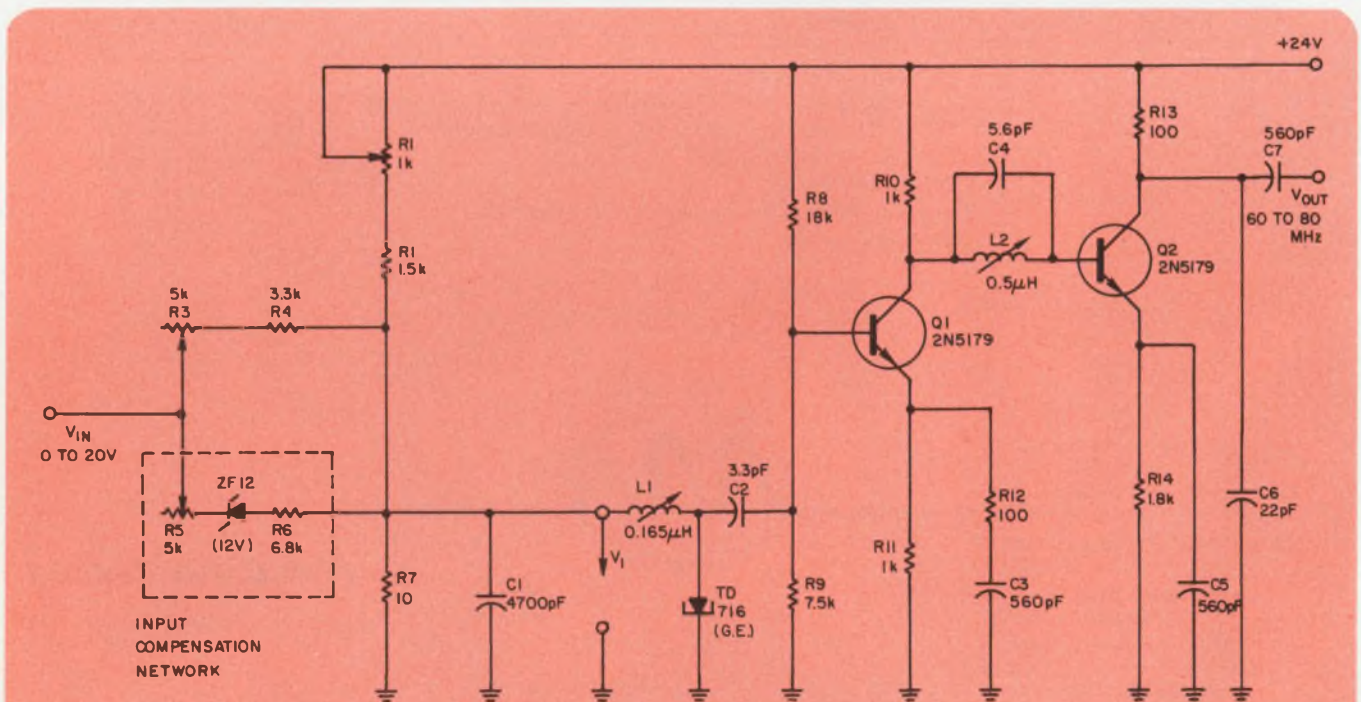 +24V
R1
1k
R1
1.5k
5k
R3
3.3k
R4
VIN
0 TO 20V
ZF12
R5
5k
(12V)
R6
6.8k
INPUT
COMPENSATION
NETWORK
R7
10
C1
4700pF
V1
L1
0.165μH
3.3pF
C2
TD
716
(G.E.)
R8
18k
R9
7.5k
R10
1k
Q1
2N5179
R11
1k
R12
100
C3
560pF
5.6pF
C4
L2
0.5μH
R13
100
560pF
C7
VOUT
60 TO 80
MHz
Q2
2N5179
R14
1.8k
C5
560pF
C6
22pF